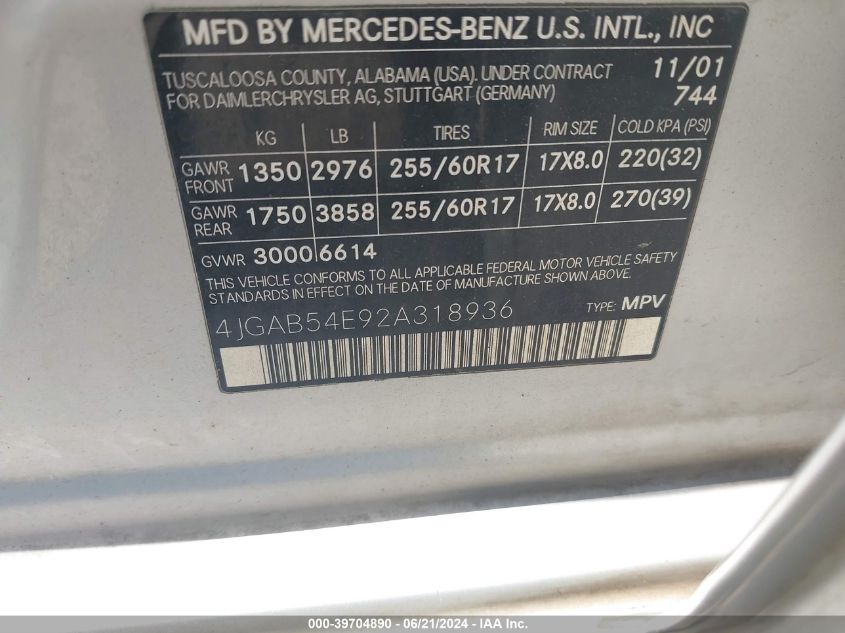 MFD BY MERCEDES-BENZ U.S. INTL., INC
TUSCALOOSA COUNTY, ALABAMA (USA). UNDER CONTRACT 11/01
FOR DAIMLERCHRYSLER AG, STUTTGART (GERMANY) 744
KG LB TIRES RIM SIZE COLD KPA (PSI)
GAWR FRONT 1350 2976 255/60R17 17X8.0 220(32)
GAWR REAR 1750 3858 255/60R17 17X8.0 270(39)
GVWR 3000 6614
THIS VEHICLE CONFORMS TO ALL APPLICABLE FEDERAL MOTOR VEHICLE SAFETY
STANDARDS IN EFFECT ON THE DATE OF MANUFACTURE SHOWN ABOVE.
4JGAB54E92A318936 TYPE: MPV
000-39704890 - 06/21/2024 - IAA Inc.